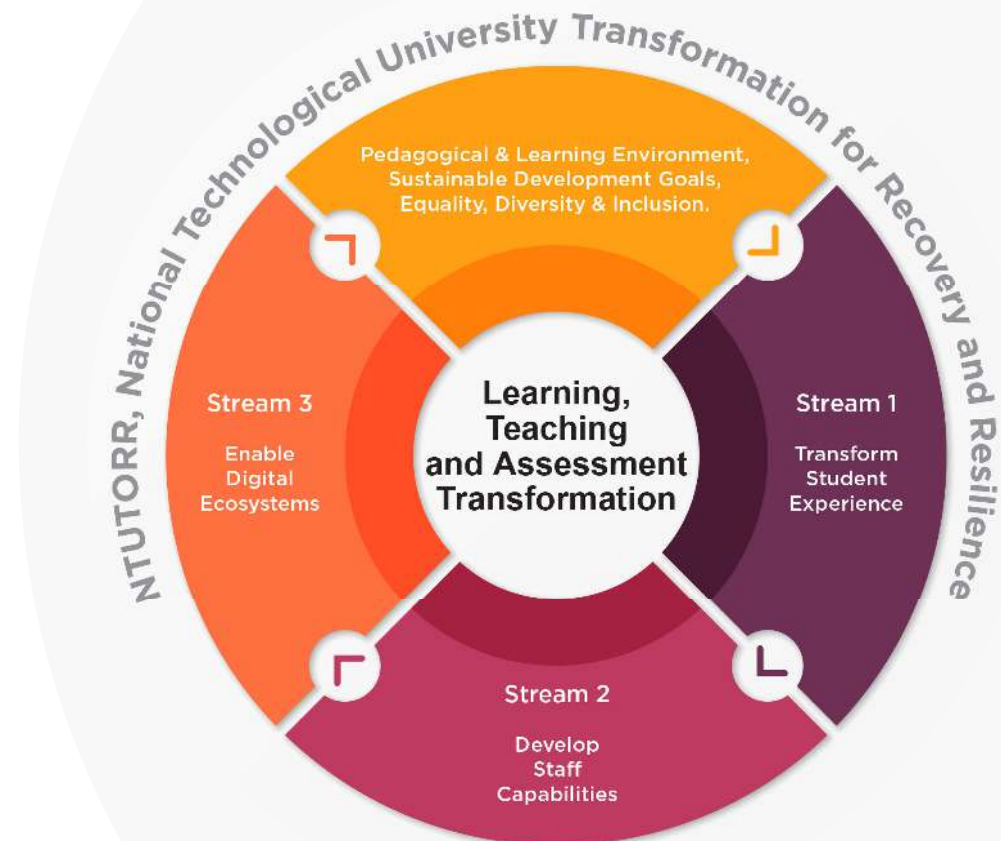 NTUTORR, National Technological University Transformation for Recovery and Resilience
Pedagogical & Learning Environment,
Sustainable Development Goals,
Equality, Diversity & Inclusion.
Learning,
Teaching
and Assessment
Transformation
Stream 1
Transform
Student
Experience
Stream 2
Develop
Staff
Capabilities
Stream 3
Enable
Digital
Ecosystems